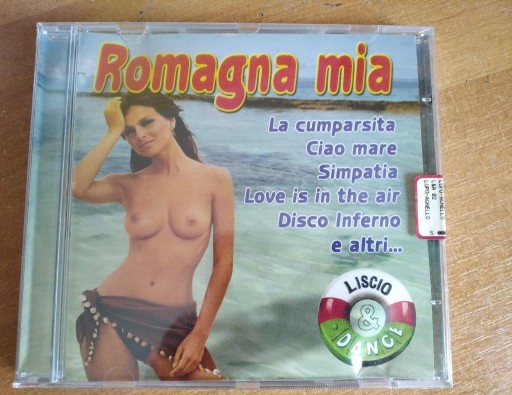 Romagna mia
La cumparsita
Ciao mare
Simpatia
Love is in the air
Disco Inferno
e altri...
LISCIO
&
DANCE